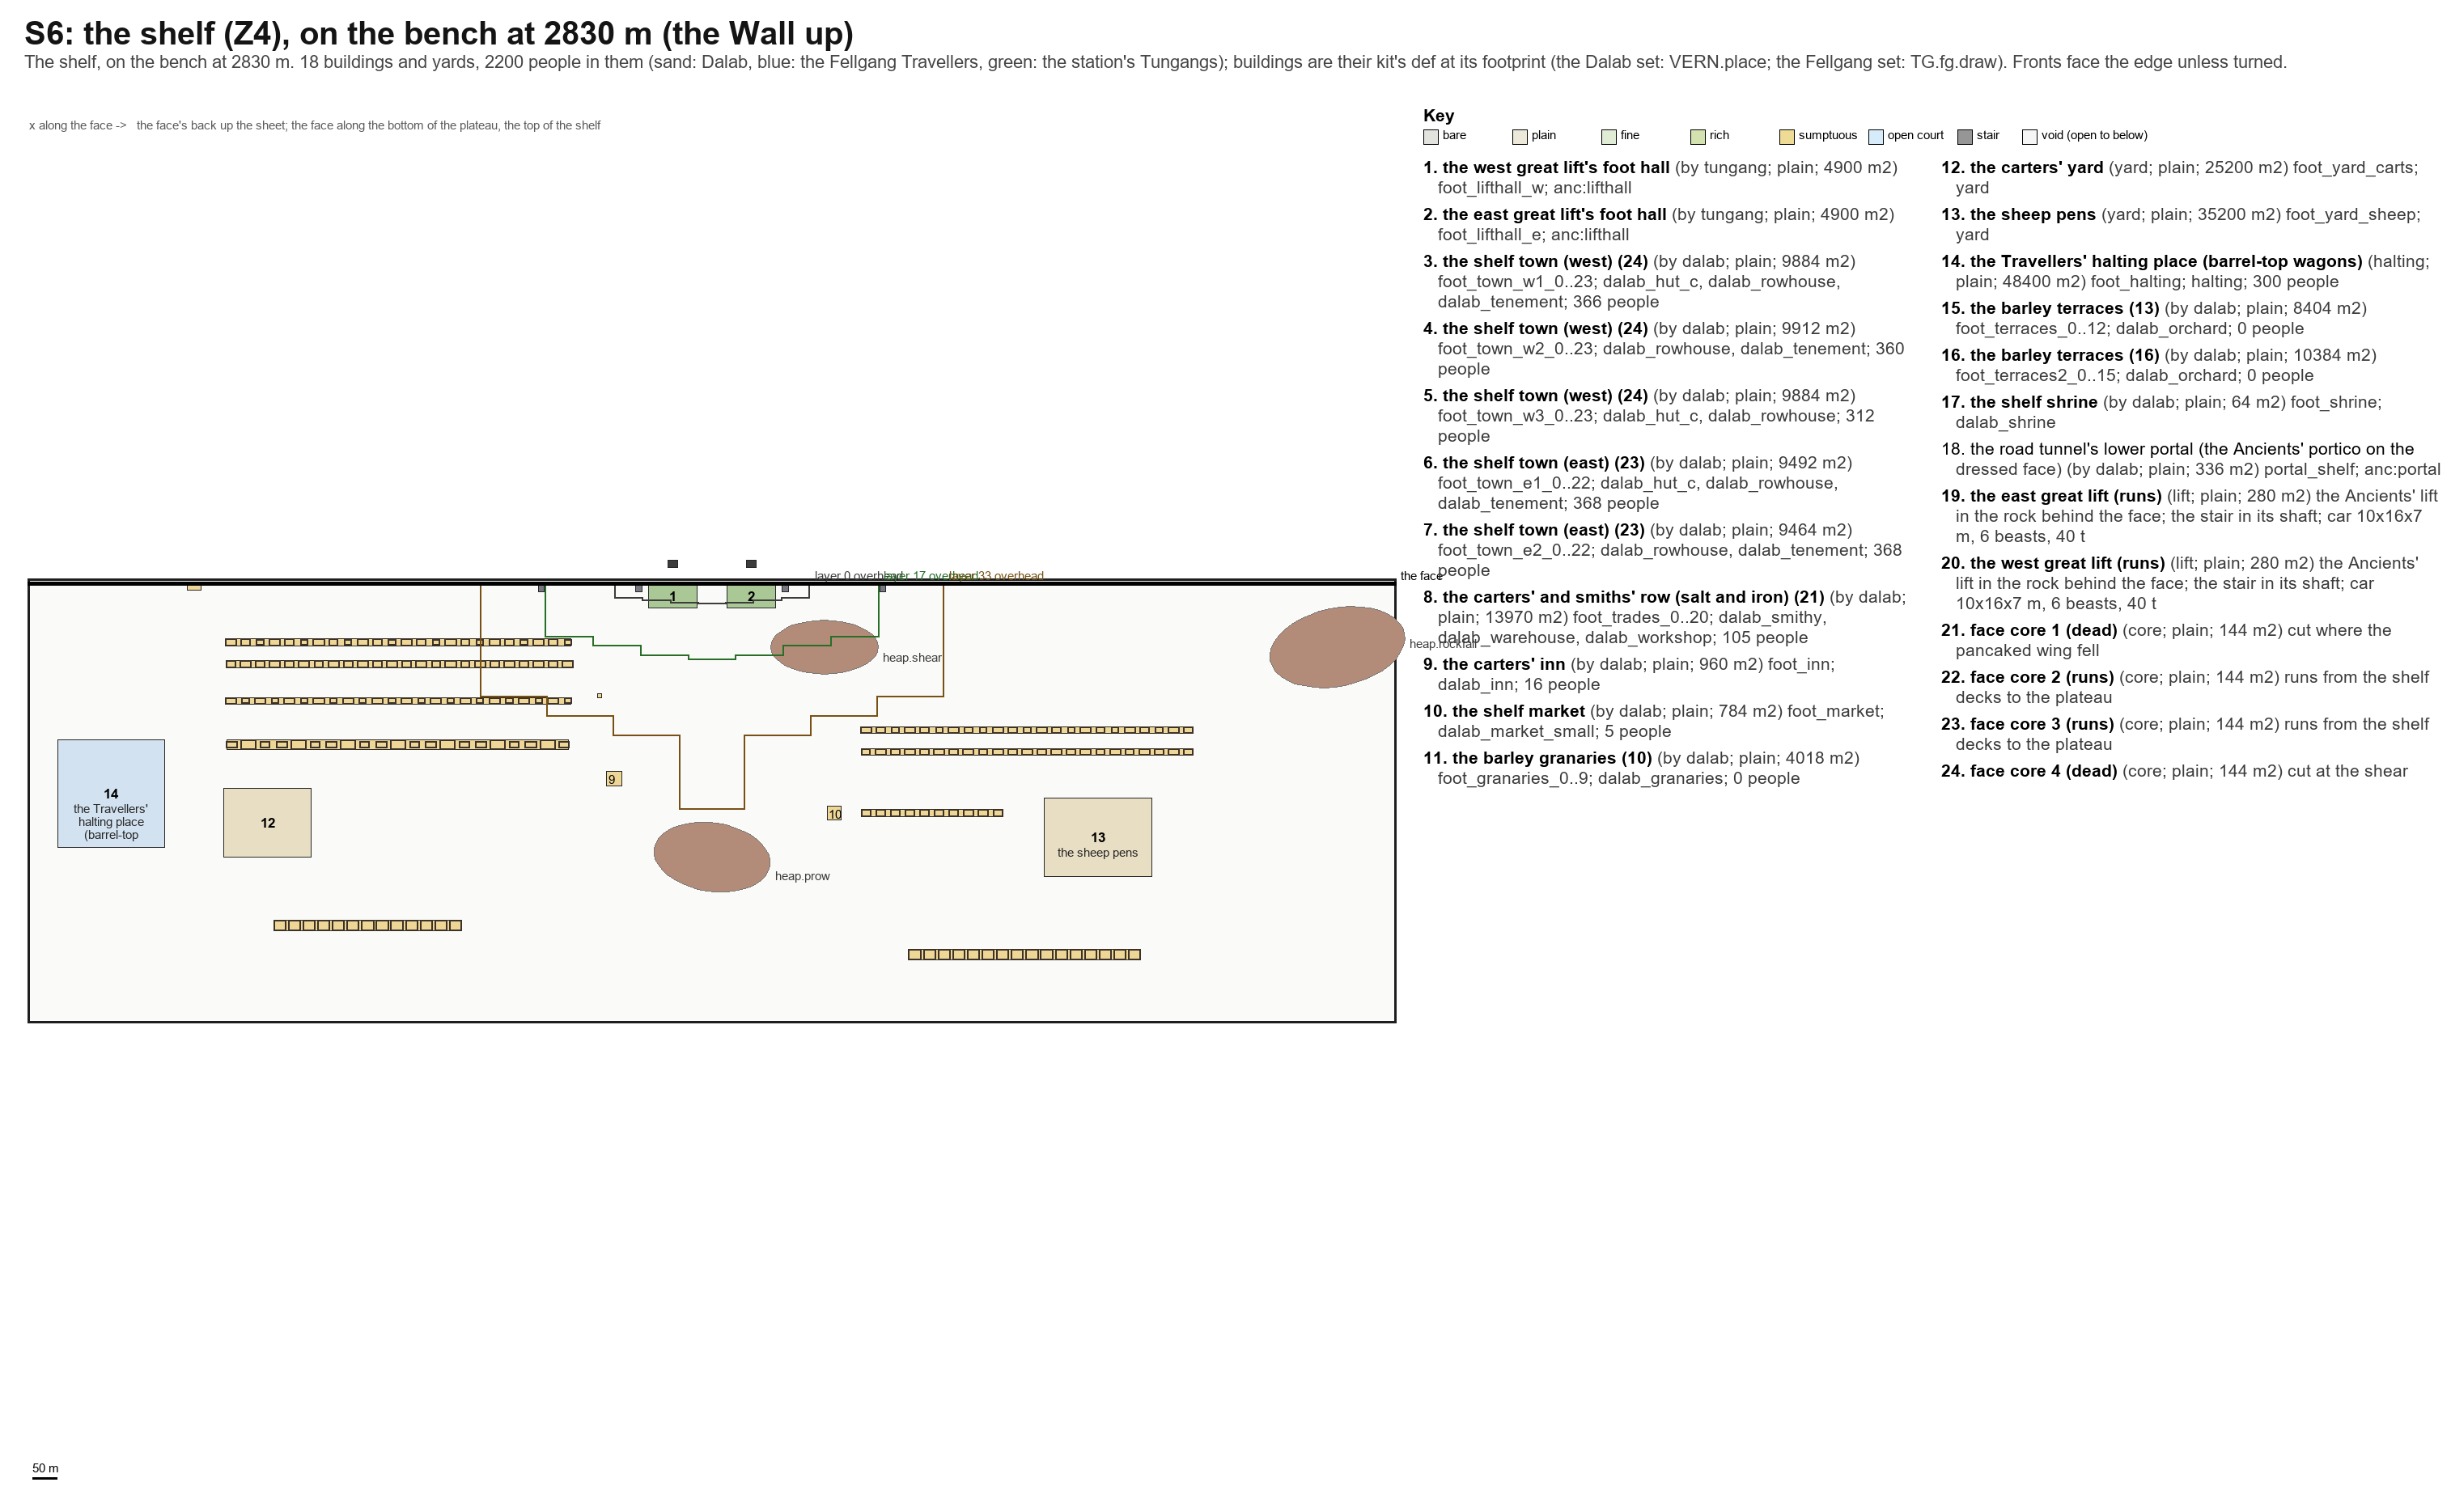 S6: the shelf (Z4), on the bench at 2830 m (the Wall up)
The shelf, on the bench at 2830 m. 18 buildings and yards, 2200 people in them (sand: Dalab, blue: the Fellgang Travellers, green: the station's Tungangs); buildings are their kit's def at its footprint (the Dalab set: VERN.place; the Fellgang set: TG.fg.draw). Fronts face the edge unless turned.
x along the face -> the face's back up the sheet; the face along the bottom of the plateau, the top of the shelf
layer 0 overhead
layer 17 overhead
layer 33 overhead
the face
1
2
heap.shear
heap.rockfall
14
the Travellers'
halting place
(barrel-top
12
9
10
13
the sheep pens
heap.prow
50 m
Key
bare
plain
fine
rich
sumptuous
open court
stair
void (open to below)
1. the west great lift's foot hall (by tungang; plain; 4900 m2)
foot_lifthall_w; anc:lifthall
2. the east great lift's foot hall (by tungang; plain; 4900 m2)
foot_lifthall_e; anc:lifthall
3. the shelf town (west) (24) (by dalab; plain; 9884 m2)
foot_town_w1_0..23; dalab_hut_c, dalab_rowhouse,
dalab_tenement; 366 people
4. the shelf town (west) (24) (by dalab; plain; 9912 m2)
foot_town_w2_0..23; dalab_rowhouse, dalab_tenement; 360
people
5. the shelf town (west) (24) (by dalab; plain; 9884 m2)
foot_town_w3_0..23; dalab_hut_c, dalab_rowhouse; 312
people
6. the shelf town (east) (23) (by dalab; plain; 9492 m2)
foot_town_e1_0..22; dalab_hut_c, dalab_rowhouse,
dalab_tenement; 368 people
7. the shelf town (east) (23) (by dalab; plain; 9464 m2)
foot_town_e2_0..22; dalab_rowhouse, dalab_tenement; 368
people
8. the carters' and smiths' row (salt and iron) (21) (by dalab;
plain; 13970 m2) foot_trades_0..20; dalab_smithy,
dalab_warehouse, dalab_workshop; 105 people
9. the carters' inn (by dalab; plain; 960 m2) foot_inn;
dalab_inn; 16 people
10. the shelf market (by dalab; plain; 784 m2) foot_market;
dalab_market_small; 5 people
11. the barley granaries (10) (by dalab; plain; 4018 m2)
foot_granaries_0..9; dalab_granaries; 0 people
12. the carters' yard (yard; plain; 25200 m2) foot_yard_carts;
yard
13. the sheep pens (yard; plain; 35200 m2) foot_yard_sheep;
yard
14. the Travellers' halting place (barrel-top wagons) (halting;
plain; 48400 m2) foot_halting; halting; 300 people
15. the barley terraces (13) (by dalab; plain; 8404 m2)
foot_terraces_0..12; dalab_orchard; 0 people
16. the barley terraces (16) (by dalab; plain; 10384 m2)
foot_terraces2_0..15; dalab_orchard; 0 people
17. the shelf shrine (by dalab; plain; 64 m2) foot_shrine;
dalab_shrine
18. the road tunnel's lower portal (the Ancients' portico on the
dressed face) (by dalab; plain; 336 m2) portal_shelf; anc:portal
19. the east great lift (runs) (lift; plain; 280 m2) the Ancients' lift
in the rock behind the face; the stair in its shaft; car 10x16x7
m, 6 beasts, 40 t
20. the west great lift (runs) (lift; plain; 280 m2) the Ancients'
lift in the rock behind the face; the stair in its shaft; car
10x16x7 m, 6 beasts, 40 t
21. face core 1 (dead) (core; plain; 144 m2) cut where the
pancaked wing fell
22. face core 2 (runs) (core; plain; 144 m2) runs from the shelf
decks to the plateau
23. face core 3 (runs) (core; plain; 144 m2) runs from the shelf
decks to the plateau
24. face core 4 (dead) (core; plain; 144 m2) cut at the shear